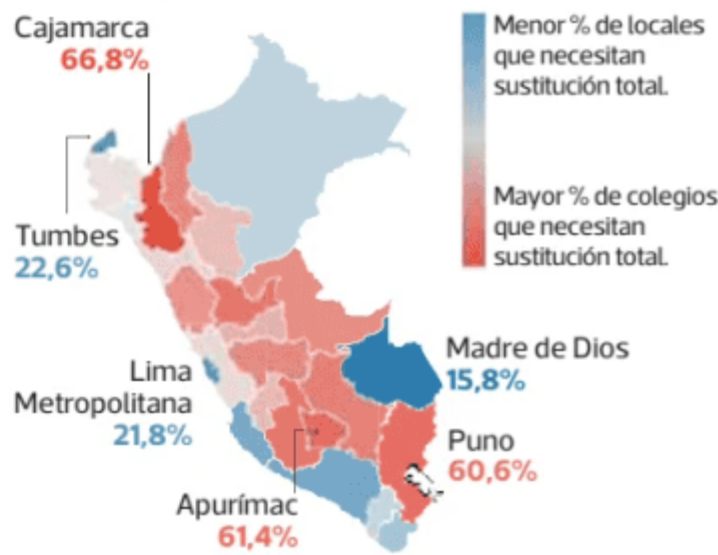 Cajamarca
66,8%
Menor % de locales
que necesitan
sustitución total.
Mayor % de colegios
que necesitan
sustitución total.
Tumbes
22,6%
Madre de Dios
15,8%
Lima
Metropolitana
21,8%
Puno
60,6%
Apurímac
61,4%